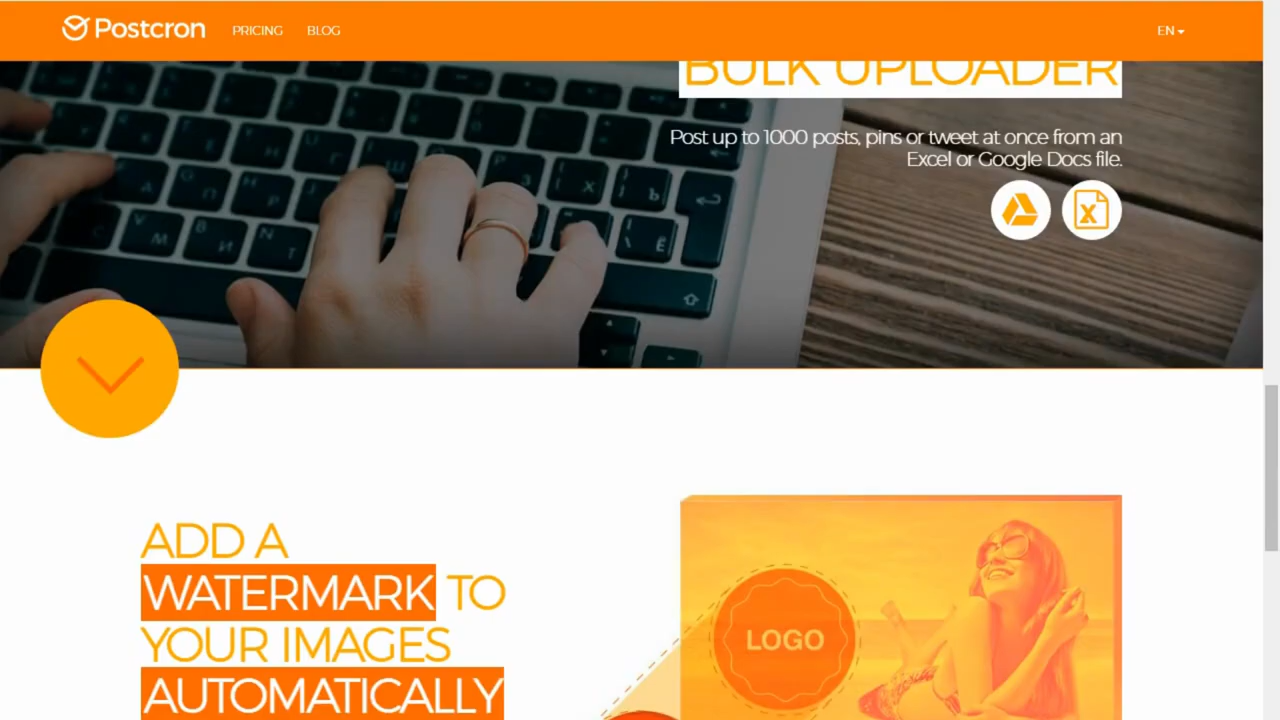 Postcron PRICING BLOG EN
BULK UPLOADER
Post up to 1000 posts, pins or tweet at once from an
Excel or Google Docs file.
ADD A
WATERMARK TO
YOUR IMAGES
AUTOMATICALLY
LOGO